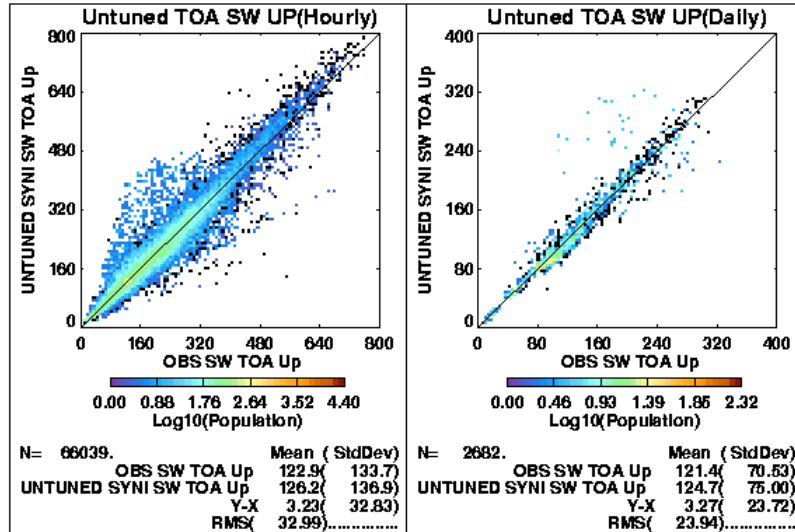 Untuned TOA SW UP(Hourly)
800
640
480
320
160
0
UNTUNED SYNI SW TOA Up
0 160 320 480 640 800
OBS SW TOA Up
0.00 0.88 1.76 2.64 3.52 4.40
Log10(Population)
N= 66039. Mean ( StdDev)
OBS SW TOA Up 122.9( 133.7)
UNTUNED SYNI SW TOA Up 126.2( 136.9)
Y-X 3.23( 32.83)
RMS( 32.99)...............
Untuned TOA SW UP(Daily)
400
320
240
160
80
0
UNTUNED SYNI SW TOA Up
0 80 160 240 320 400
OBS SW TOA Up
0.00 0.46 0.93 1.39 1.85 2.32
Log10(Population)
N= 2682. Mean ( StdDev)
OBS SW TOA Up 121.4( 70.53)
UNTUNED SYNI SW TOA Up 124.7( 75.00)
Y-X 3.27( 23.72)
RMS( 23.94)...............